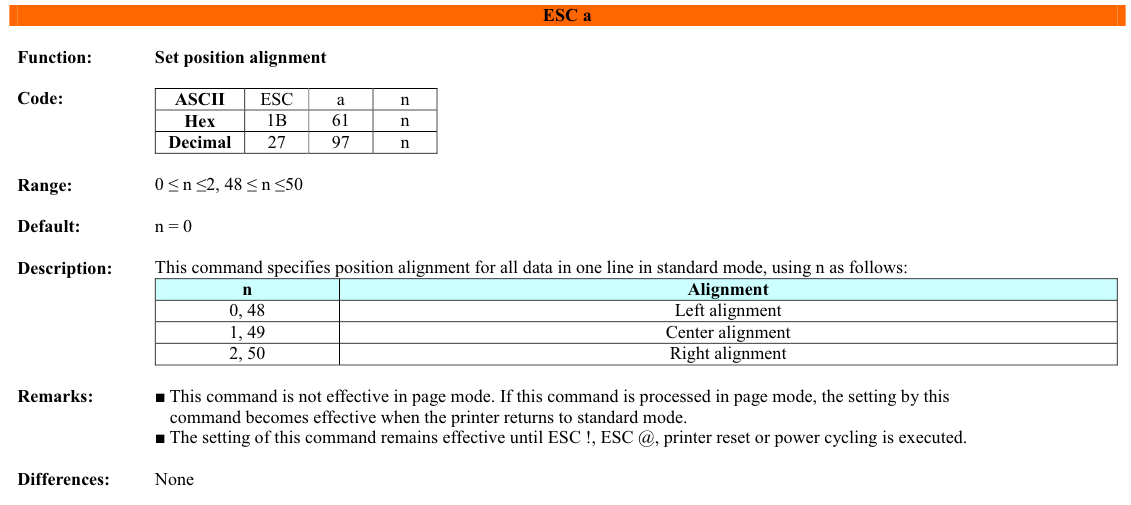 ESC a
Function: Set position alignment
Code:
ASCII ESC a n
Hex 1B 61 n
Decimal 27 97 n
Range: 0 ≤ n ≤2, 48 ≤ n ≤50
Default: n = 0
Description: This command specifies position alignment for all data in one line in standard mode, using n as follows:
n Alignment
0, 48 Left alignment
1, 49 Center alignment
2, 50 Right alignment
Remarks: ■ This command is not effective in page mode. If this command is processed in page mode, the setting by this
command becomes effective when the printer returns to standard mode.
■ The setting of this command remains effective until ESC !, ESC @, printer reset or power cycling is executed.
Differences: None